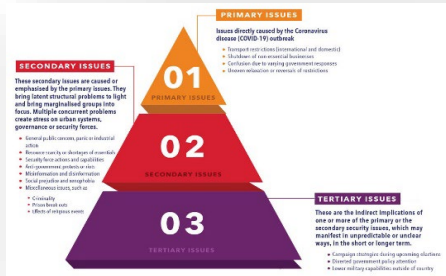 PRIMARY ISSUES
Issues directly caused by the Coronavirus
disease (COVID-19) outbreak
Transport restrictions (international and domestic)
Shutdown of non-essential businesses
Confusion due to varying government responses
Uneven relaxation or reversals of restrictions
01
PRIMARY ISSUES
SECONDARY ISSUES
These secondary issues are caused or
emphasised by the primary issues. They
bring latent structural problems to light
and bring marginalised groups into
focus. Multiple concurrent problems
create stress on urban systems,
governance or security forces.
General public concern, panic or industrial
action
Resource scarcity or shortages of essentials
Security force actions and capabilities
Anti-government protests or riots
Misinformation and disinformation
Social prejudice and xenophobia
Miscellaneous issues, such as
Criminality
Prison break outs
Effects of religious events
02
SECONDARY ISSUES
TERTIARY ISSUES
These are the indirect implications of
one or more of the primary or the
secondary security issues, which may
manifest in unpredictable or unclear
ways, in the short or longer term.
Campaign strategies during upcoming elections
Diverted government policy attention
Lower military capabilities outside of country
03
TERTIARY ISSUES